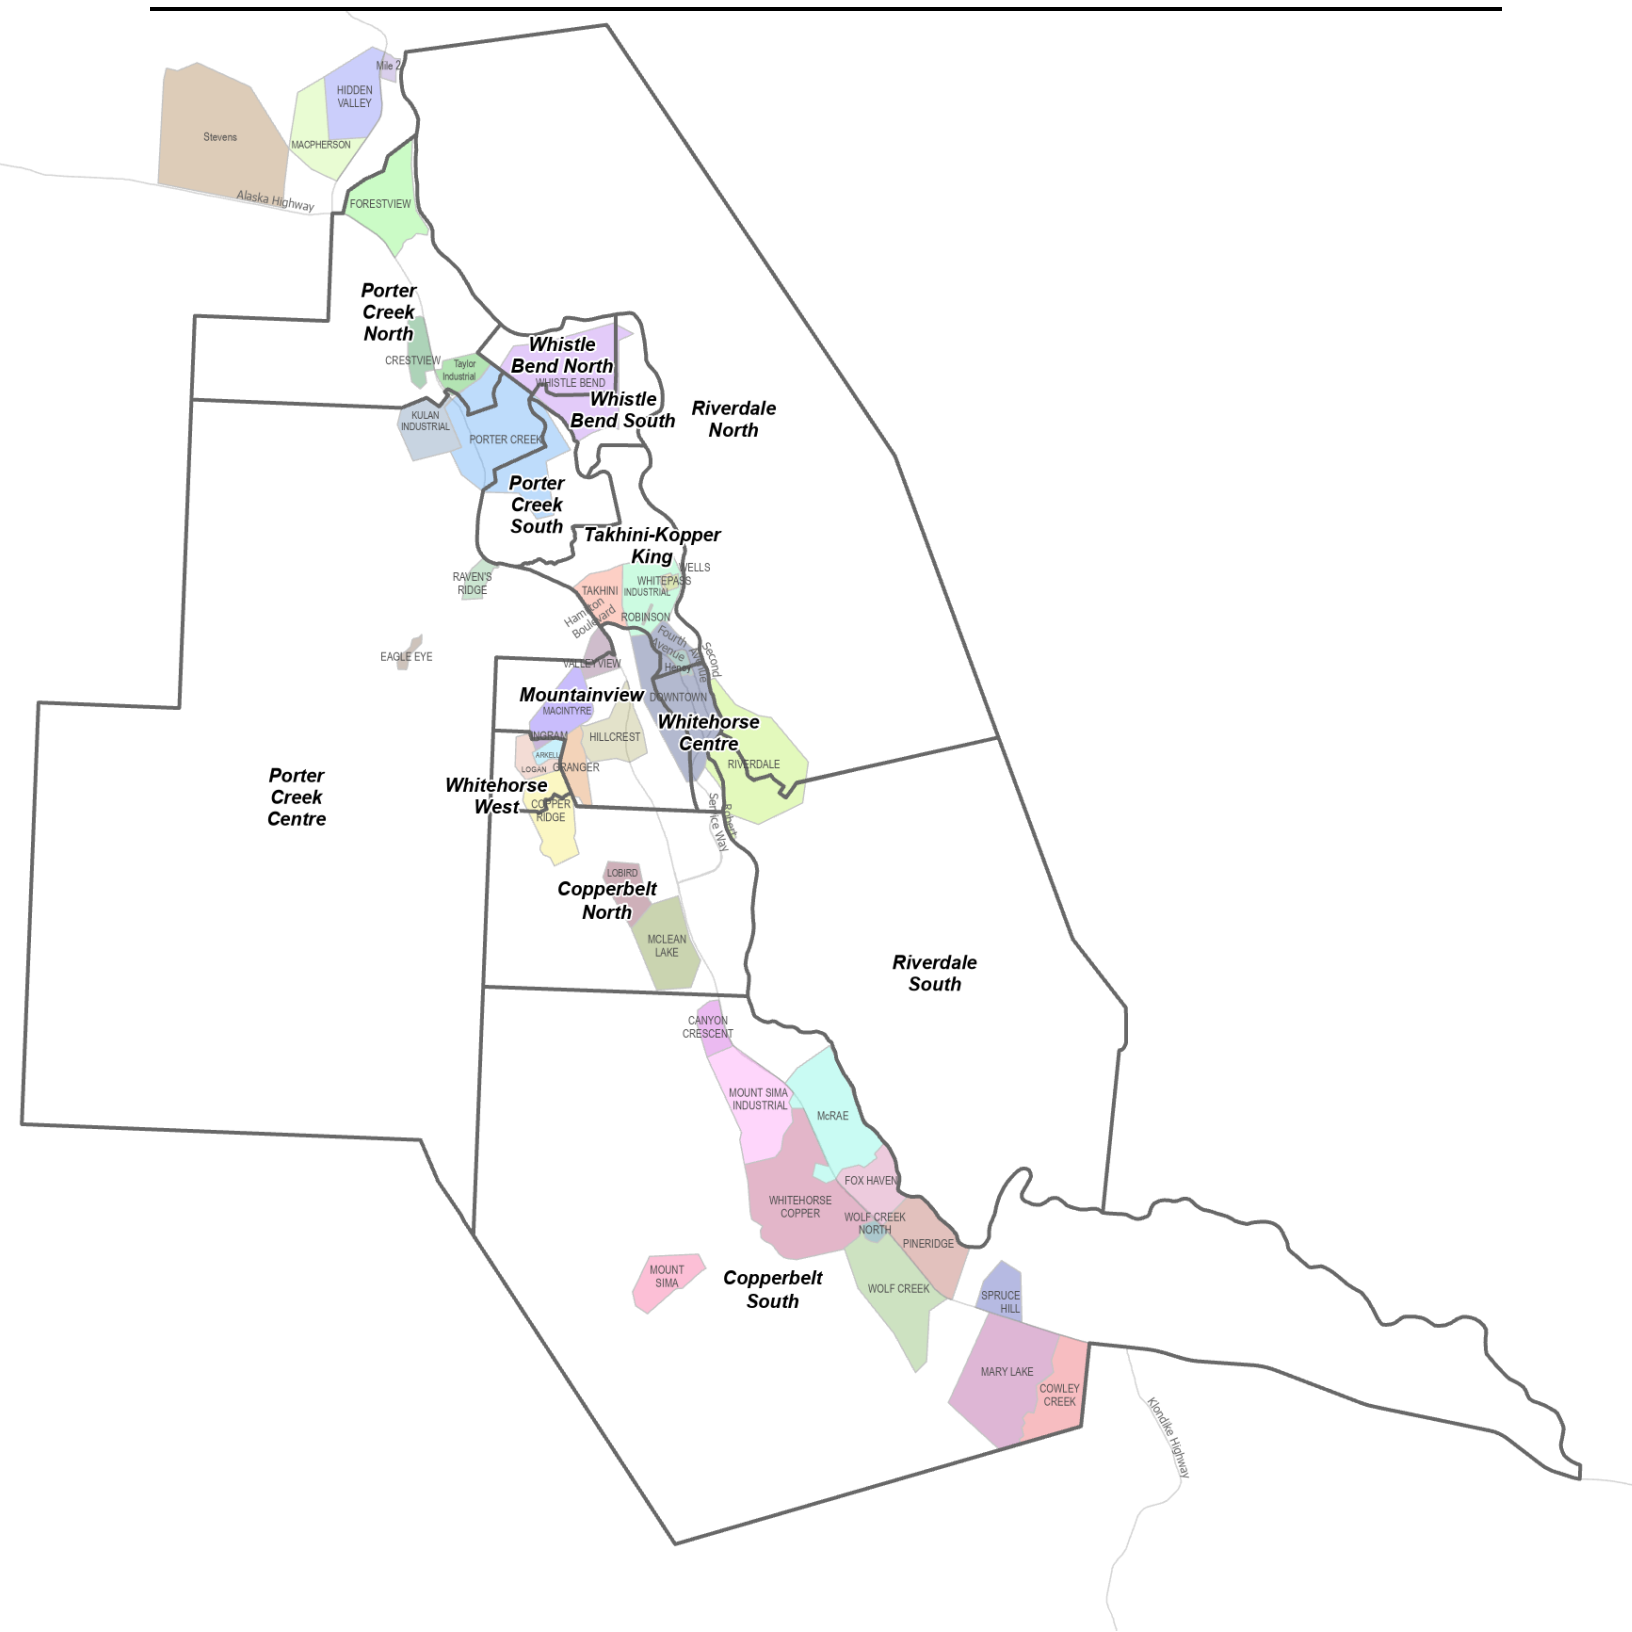 Mile 2
HIDDEN
VALLEY
Stevens
MACPHERSON
Alaska Highway
FORESTVIEW
Porter
Creek
North
CRESTVIEW
Taylor
Industrial
Whistle
Bend North
WHISTLE BEND
Whistle
Bend South
Riverdale
North
KULAN
INDUSTRIAL
PORTER CREEK
Porter
Creek
South
Takhini-Kopper
King
RAVEN'S
RIDGE
WELLS
WHITEPASS
TAKHINI
INDUSTRIAL
ROBINSON
Hamilton
Boulevard
Fourth
Avenue
Second
Avenue
EAGLE EYE
VALLEYVIEW
Mountainview
MACINTYRE
DOWNTOWN
Whitehorse
Centre
INGRAM
HILLCREST
ARKELL
LOGAN
GRANGER
RIVERDALE
Porter
Creek
Centre
Whitehorse
West
COPPER
RIDGE
Robert
Service Way
LOBIRD
Copperbelt
North
MCLEAN
LAKE
Riverdale
South
CANYON
CRESCENT
MOUNT SIMA
INDUSTRIAL
McRAE
FOX HAVEN
WHITEHORSE
COPPER
WOLF CREEK
NORTH
PINERIDGE
MOUNT
SIMA
Copperbelt
South
WOLF CREEK
SPRUCE
HILL
MARY LAKE
COWLEY
CREEK
Klondike Highway